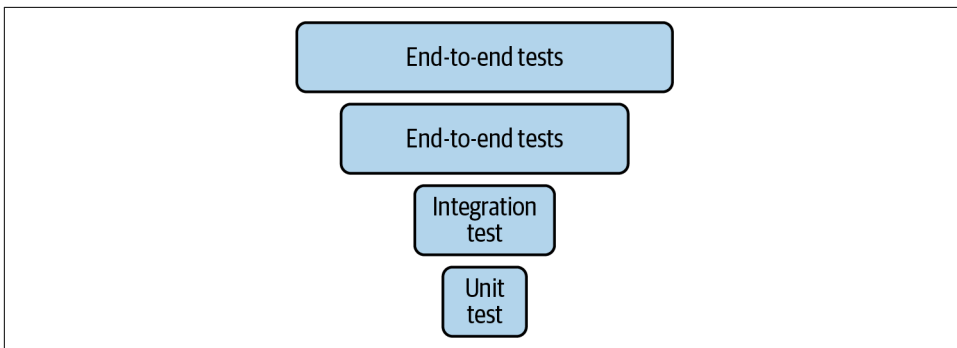 End-to-end tests
End-to-end tests
Integration
test
Unit
test